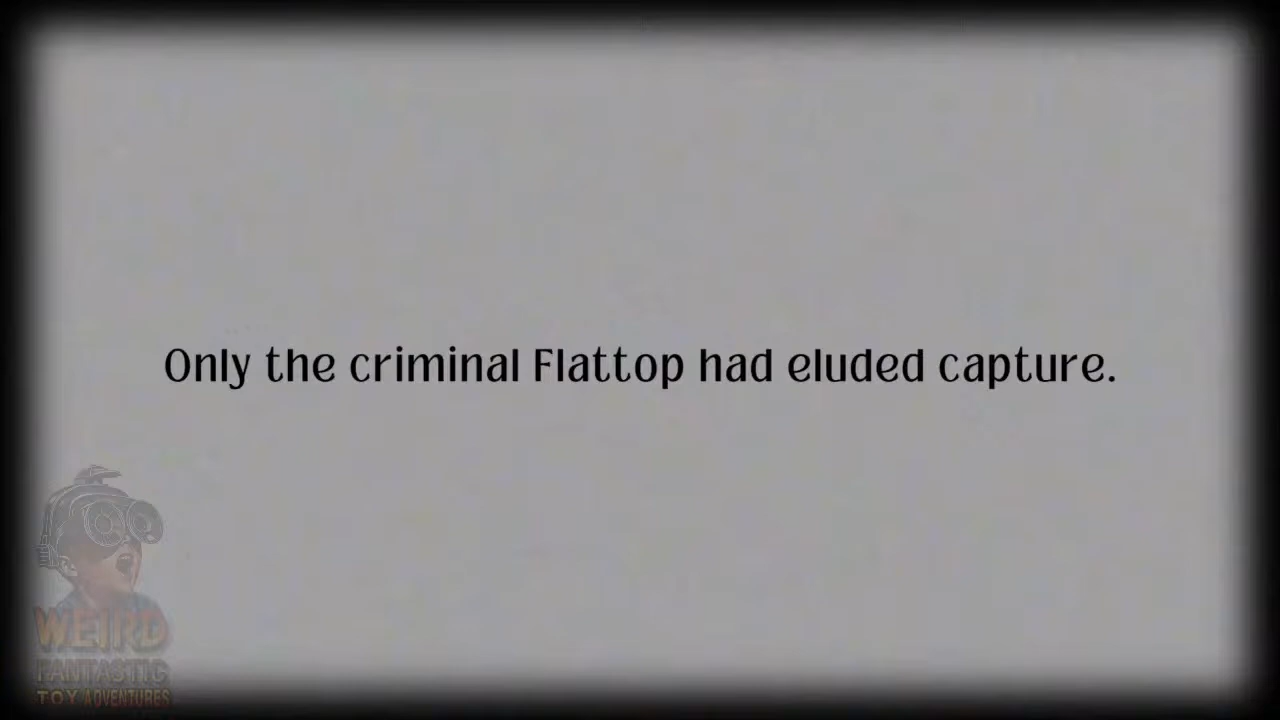 Only the criminal Flattop had eluded capture.
WEIRD
FANTASTIC
TOY ADVENTURES